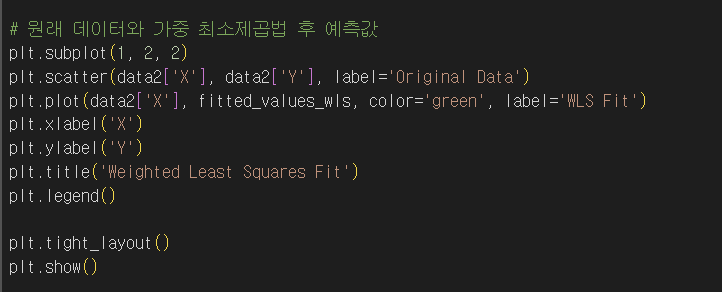 # 원래 데이터와 가중 최소제곱법 후 예측값
plt.subplot(1, 2, 2)
plt.scatter(data2['X'], data2['Y'], label='Original Data')
plt.plot(data2['X'], fitted_values_wls, color='green', label='WLS Fit')
plt.xlabel('X')
plt.ylabel('Y')
plt.title('Weighted Least Squares Fit')
plt.legend()
plt.tight_layout()
plt.show()